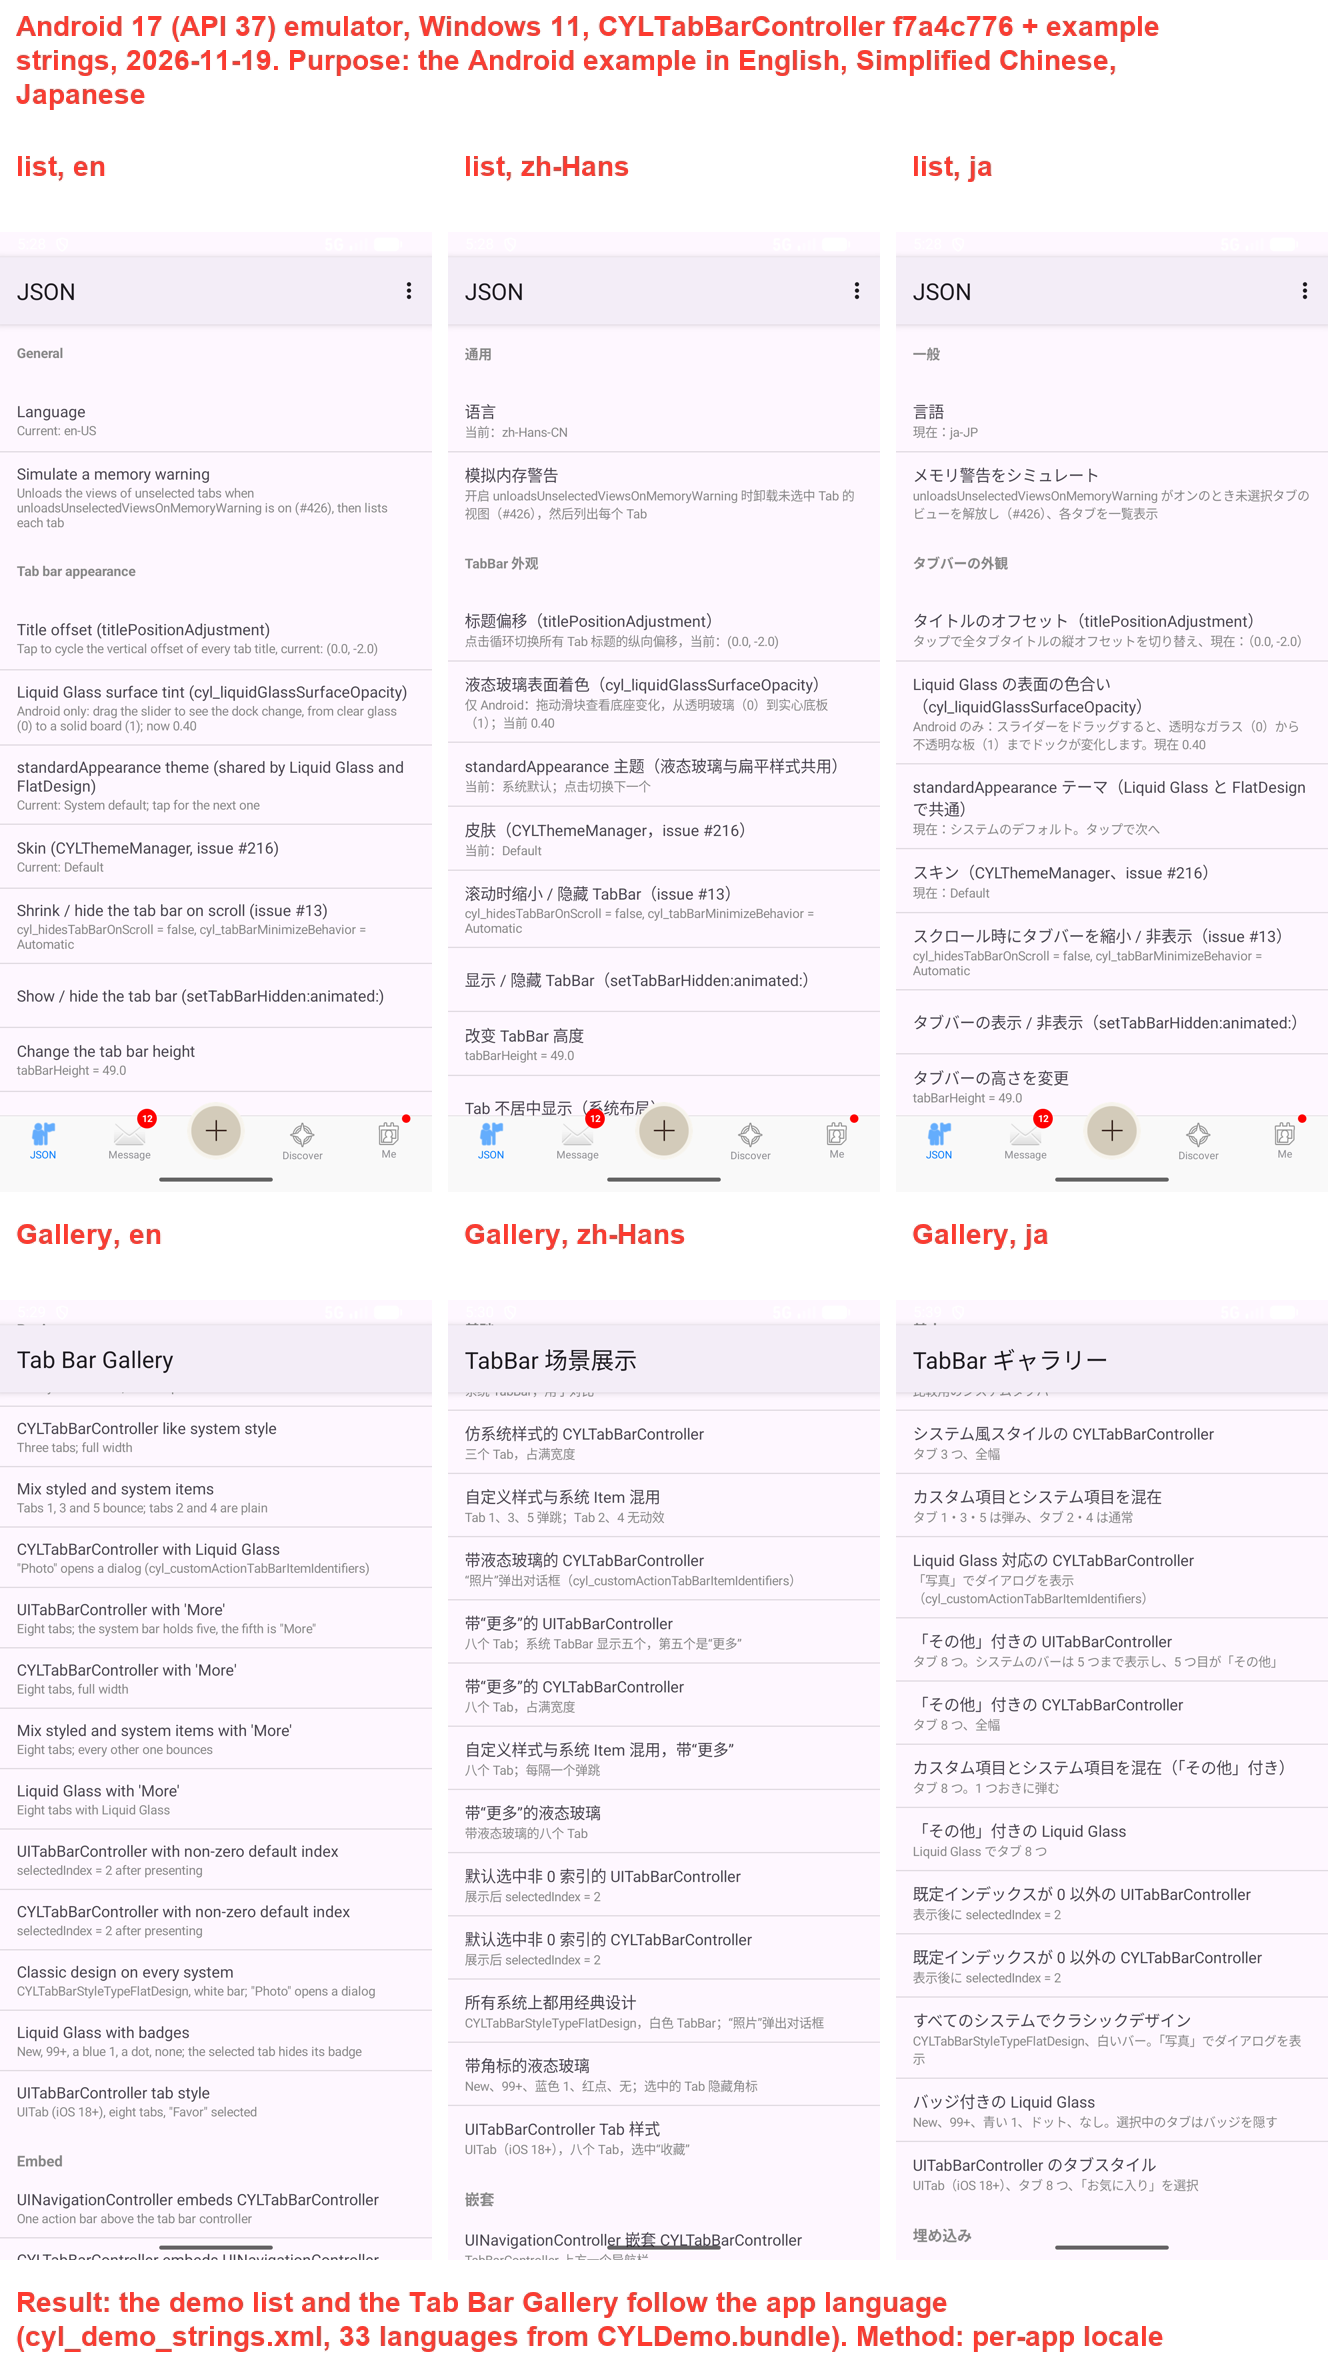 Android 17 (API 37) emulator, Windows 11, CYLTabBarController f7a4c776 + example
strings, 2026-11-19. Purpose: the Android example in English, Simplified Chinese,
Japanese
list, en
JSON
General
Language
Current: en-US
Simulate a memory warning
Unloads the views of unselected tabs when
unloadsUnselectedViewsOnMemoryWarning is on (#426), then lists
each tab
Tab bar appearance
Title offset (titlePositionAdjustment)
Tap to cycle the vertical offset of every tab title, current: (0.0, -2.0)
Liquid Glass surface tint (cyl_liquidGlassSurfaceOpacity)
Android only: drag the slider to see the dock change, from clear glass
(0) to a solid board (1); now 0.40
standardAppearance theme (shared by Liquid Glass and
FlatDesign)
Current: System default; tap for the next one
Skin (CYLThemeManager, issue #216)
Current: Default
Shrink / hide the tab bar on scroll (issue #13)
cyl_hidesTabBarOnScroll = false, cyl_tabBarMinimizeBehavior =
Automatic
Show / hide the tab bar (setTabBarHidden:animated:)
Change the tab bar height
tabBarHeight = 49.0
12
JSON
Message
Discover
Me
list, zh-Hans
JSON
通用
语言
当前：zh-Hans-CN
模拟内存警告
开启 unloadsUnselectedViewsOnMemoryWarning 时卸载未选中 Tab 的
视图（#426），然后列出每个 Tab
TabBar 外观
标题偏移（titlePositionAdjustment）
点击循环切换所有 Tab 标题的纵向偏移，当前：(0.0, -2.0)
液态玻璃表面着色（cyl_liquidGlassSurfaceOpacity）
仅 Android：拖动滑块查看底座变化，从透明玻璃（0）到实心底板
（1）；当前 0.40
standardAppearance 主题（液态玻璃与扁平样式共用）
当前：系统默认；点击切换下一个
皮肤（CYLThemeManager，issue #216）
当前：Default
滚动时缩小 / 隐藏 TabBar（issue #13）
cyl_hidesTabBarOnScroll = false, cyl_tabBarMinimizeBehavior =
Automatic
显示 / 隐藏 TabBar（setTabBarHidden:animated:）
改变 TabBar 高度
tabBarHeight = 49.0
Tab 不居中显示（系统布局）
12
JSON
Message
Discover
Me
list, ja
JSON
一般
言語
現在：ja-JP
メモリ警告をシミュレート
unloadsUnselectedViewsOnMemoryWarning がオンのとき未選択タブの
ビューを解放し（#426）、各タブを一覧表示
タブバーの外観
タイトルのオフセット（titlePositionAdjustment）
タップで全タブタイトルの縦オフセットを切り替え、現在：(0.0, -2.0)
Liquid Glass の表面の色合い
（cyl_liquidGlassSurfaceOpacity）
Android のみ：スライダーをドラッグすると、透明なガラス（0）から
不透明な板（1）までドックが変化します。現在 0.40
standardAppearance テーマ（Liquid Glass と FlatDesign
で共通）
現在：システムのデフォルト。タップで次へ
スキン（CYLThemeManager、issue #216）
現在：Default
スクロール時にタブバーを縮小 / 非表示（issue #13）
cyl_hidesTabBarOnScroll = false, cyl_tabBarMinimizeBehavior =
Automatic
タブバーの表示 / 非表示（setTabBarHidden:animated:）
タブバーの高さを変更
tabBarHeight = 49.0
12
JSON
Message
Discover
Me
Gallery, en
Tab Bar Gallery
CYLTabBarController like system style
Three tabs; full width
Mix styled and system items
Tabs 1, 3 and 5 bounce; tabs 2 and 4 are plain
CYLTabBarController with Liquid Glass
"Photo" opens a dialog (cyl_customActionTabBarItemIdentifiers)
UITabBarController with 'More'
Eight tabs; the system bar holds five, the fifth is "More"
CYLTabBarController with 'More'
Eight tabs, full width
Mix styled and system items with 'More'
Eight tabs; every other one bounces
Liquid Glass with 'More'
Eight tabs with Liquid Glass
UITabBarController with non-zero default index
selectedIndex = 2 after presenting
CYLTabBarController with non-zero default index
selectedIndex = 2 after presenting
Classic design on every system
CYLTabBarStyleTypeFlatDesign, white bar; "Photo" opens a dialog
Liquid Glass with badges
New, 99+, a blue 1, a dot, none; the selected tab hides its badge
UITabBarController tab style
UITab (iOS 18+), eight tabs, "Favor" selected
Embed
UINavigationController embeds CYLTabBarController
One action bar above the tab bar controller
CYLTabBarController embeds UINavigationController
Gallery, zh-Hans
TabBar 场景展示
系统 TabBar，用于对比
仿系统样式的 CYLTabBarController
三个 Tab，占满宽度
自定义样式与系统 Item 混用
Tab 1、3、5 弹跳；Tab 2、4 无动效
带液态玻璃的 CYLTabBarController
“照片”弹出对话框（cyl_customActionTabBarItemIdentifiers）
带“更多”的 UITabBarController
八个 Tab；系统 TabBar 显示五个，第五个是“更多”
带“更多”的 CYLTabBarController
八个 Tab，占满宽度
自定义样式与系统 Item 混用，带“更多”
八个 Tab；每隔一个弹跳
带“更多”的液态玻璃
带液态玻璃的八个 Tab
默认选中非 0 索引的 UITabBarController
展示后 selectedIndex = 2
默认选中非 0 索引的 CYLTabBarController
展示后 selectedIndex = 2
所有系统上都用经典设计
CYLTabBarStyleTypeFlatDesign，白色 TabBar；“照片”弹出对话框
带角标的液态玻璃
New、99+、蓝色 1、红点、无；选中的 Tab 隐藏角标
UITabBarController Tab 样式
UITab（iOS 18+），八个 Tab，选中“收藏”
嵌套
UINavigationController 嵌套 CYLTabBarController
TabBarController 上方一个导航栏
Gallery, ja
TabBar ギャラリー
比較用のシステムタブバー
システム風スタイルの CYLTabBarController
タブ 3 つ、全幅
カスタム項目とシステム項目を混在
タブ 1・3・5 は弾み、タブ 2・4 は通常
Liquid Glass 対応の CYLTabBarController
「写真」でダイアログを表示
（cyl_customActionTabBarItemIdentifiers）
「その他」付きの UITabBarController
タブ 8 つ。システムのバーは 5 つまで表示し、5 つ目が「その他」
「その他」付きの CYLTabBarController
タブ 8 つ、全幅
カスタム項目とシステム項目を混在（「その他」付き）
タブ 8 つ。1 つおきに弾む
「その他」付きの Liquid Glass
Liquid Glass でタブ 8 つ
既定インデックスが 0 以外の UITabBarController
表示後に selectedIndex = 2
既定インデックスが 0 以外の CYLTabBarController
表示後に selectedIndex = 2
すべてのシステムでクラシックデザイン
CYLTabBarStyleTypeFlatDesign、白いバー。「写真」でダイアログを表
示
バッジ付きの Liquid Glass
New、99+、青い 1、ドット、なし。選択中のタブはバッジを隠す
UITabBarController のタブスタイル
UITab（iOS 18+）、タブ 8 つ、「お気に入り」を選択
埋め込み
Result: the demo list and the Tab Bar Gallery follow the app language
(cyl_demo_strings.xml, 33 languages from CYLDemo.bundle). Method: per-app locale